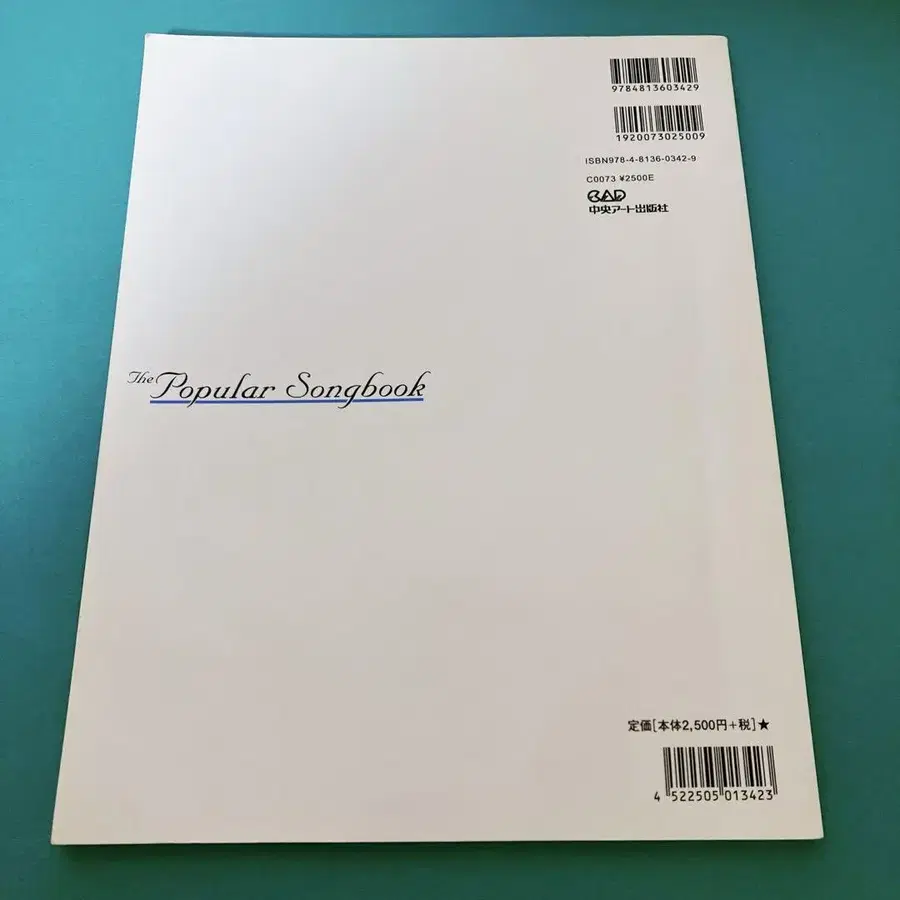 9784813603429
1920073025009
ISBN978-4-8136-0342-9
C0073 ¥2500E
CAD
中央アート出版社
The Popular Songbook
定価[本体2,500円+税]★
4 522505 013423